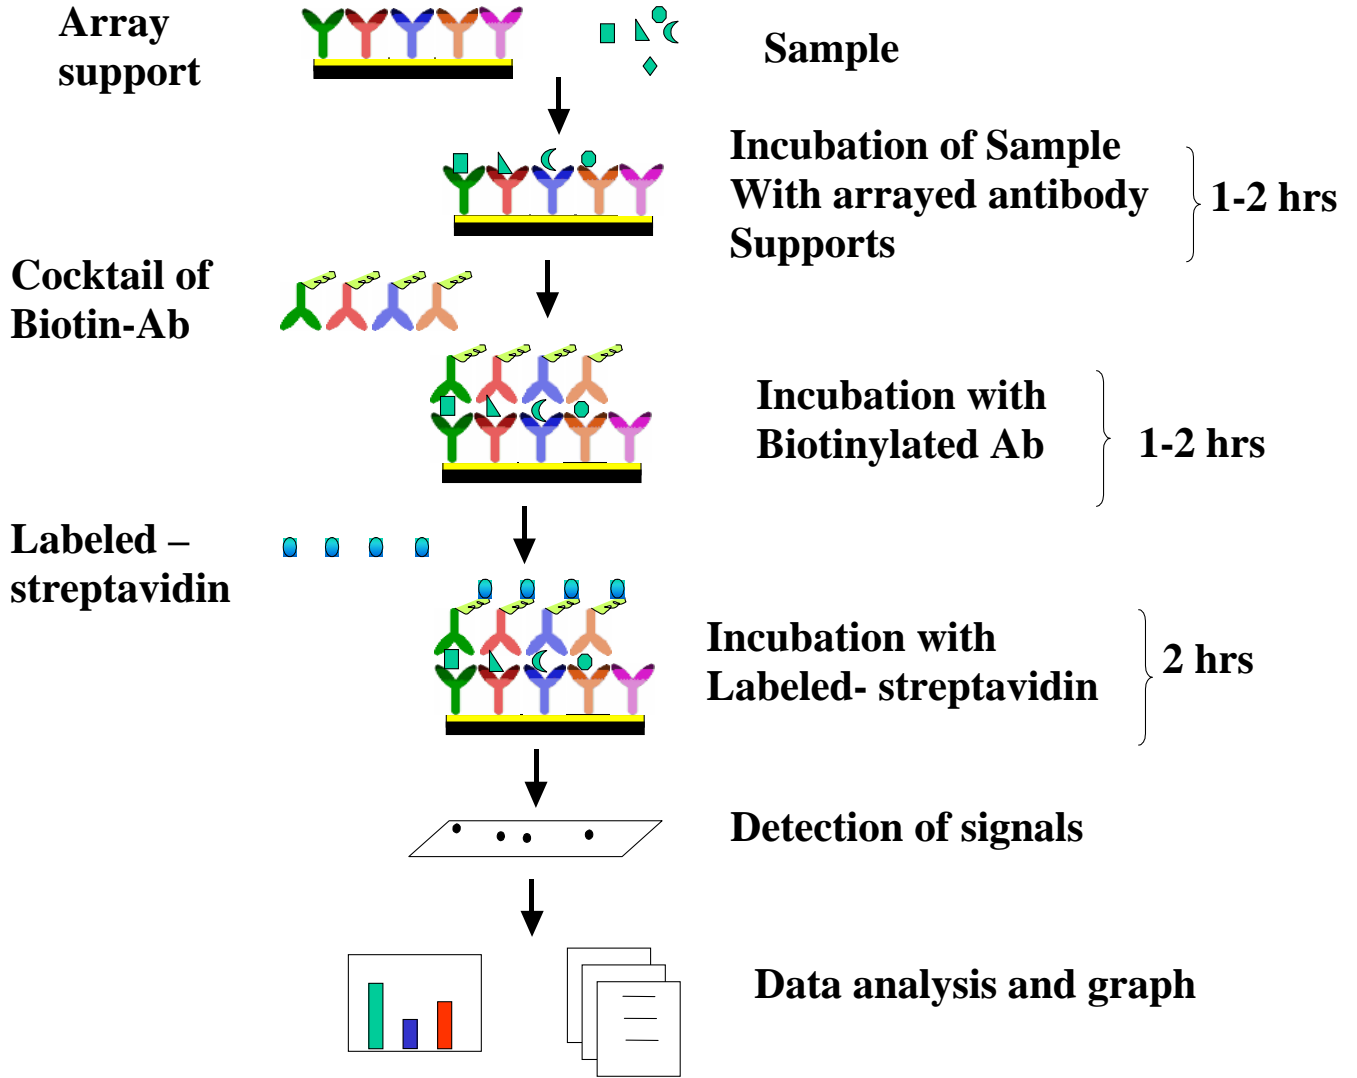 Array
support
Sample
Incubation of Sample
With arrayed antibody
Supports
1-2 hrs
Cocktail of
Biotin-Ab
Incubation with
Biotinylated Ab
1-2 hrs
Labeled –
streptavidin
Incubation with
Labeled- streptavidin
2 hrs
Detection of signals
Data analysis and graph